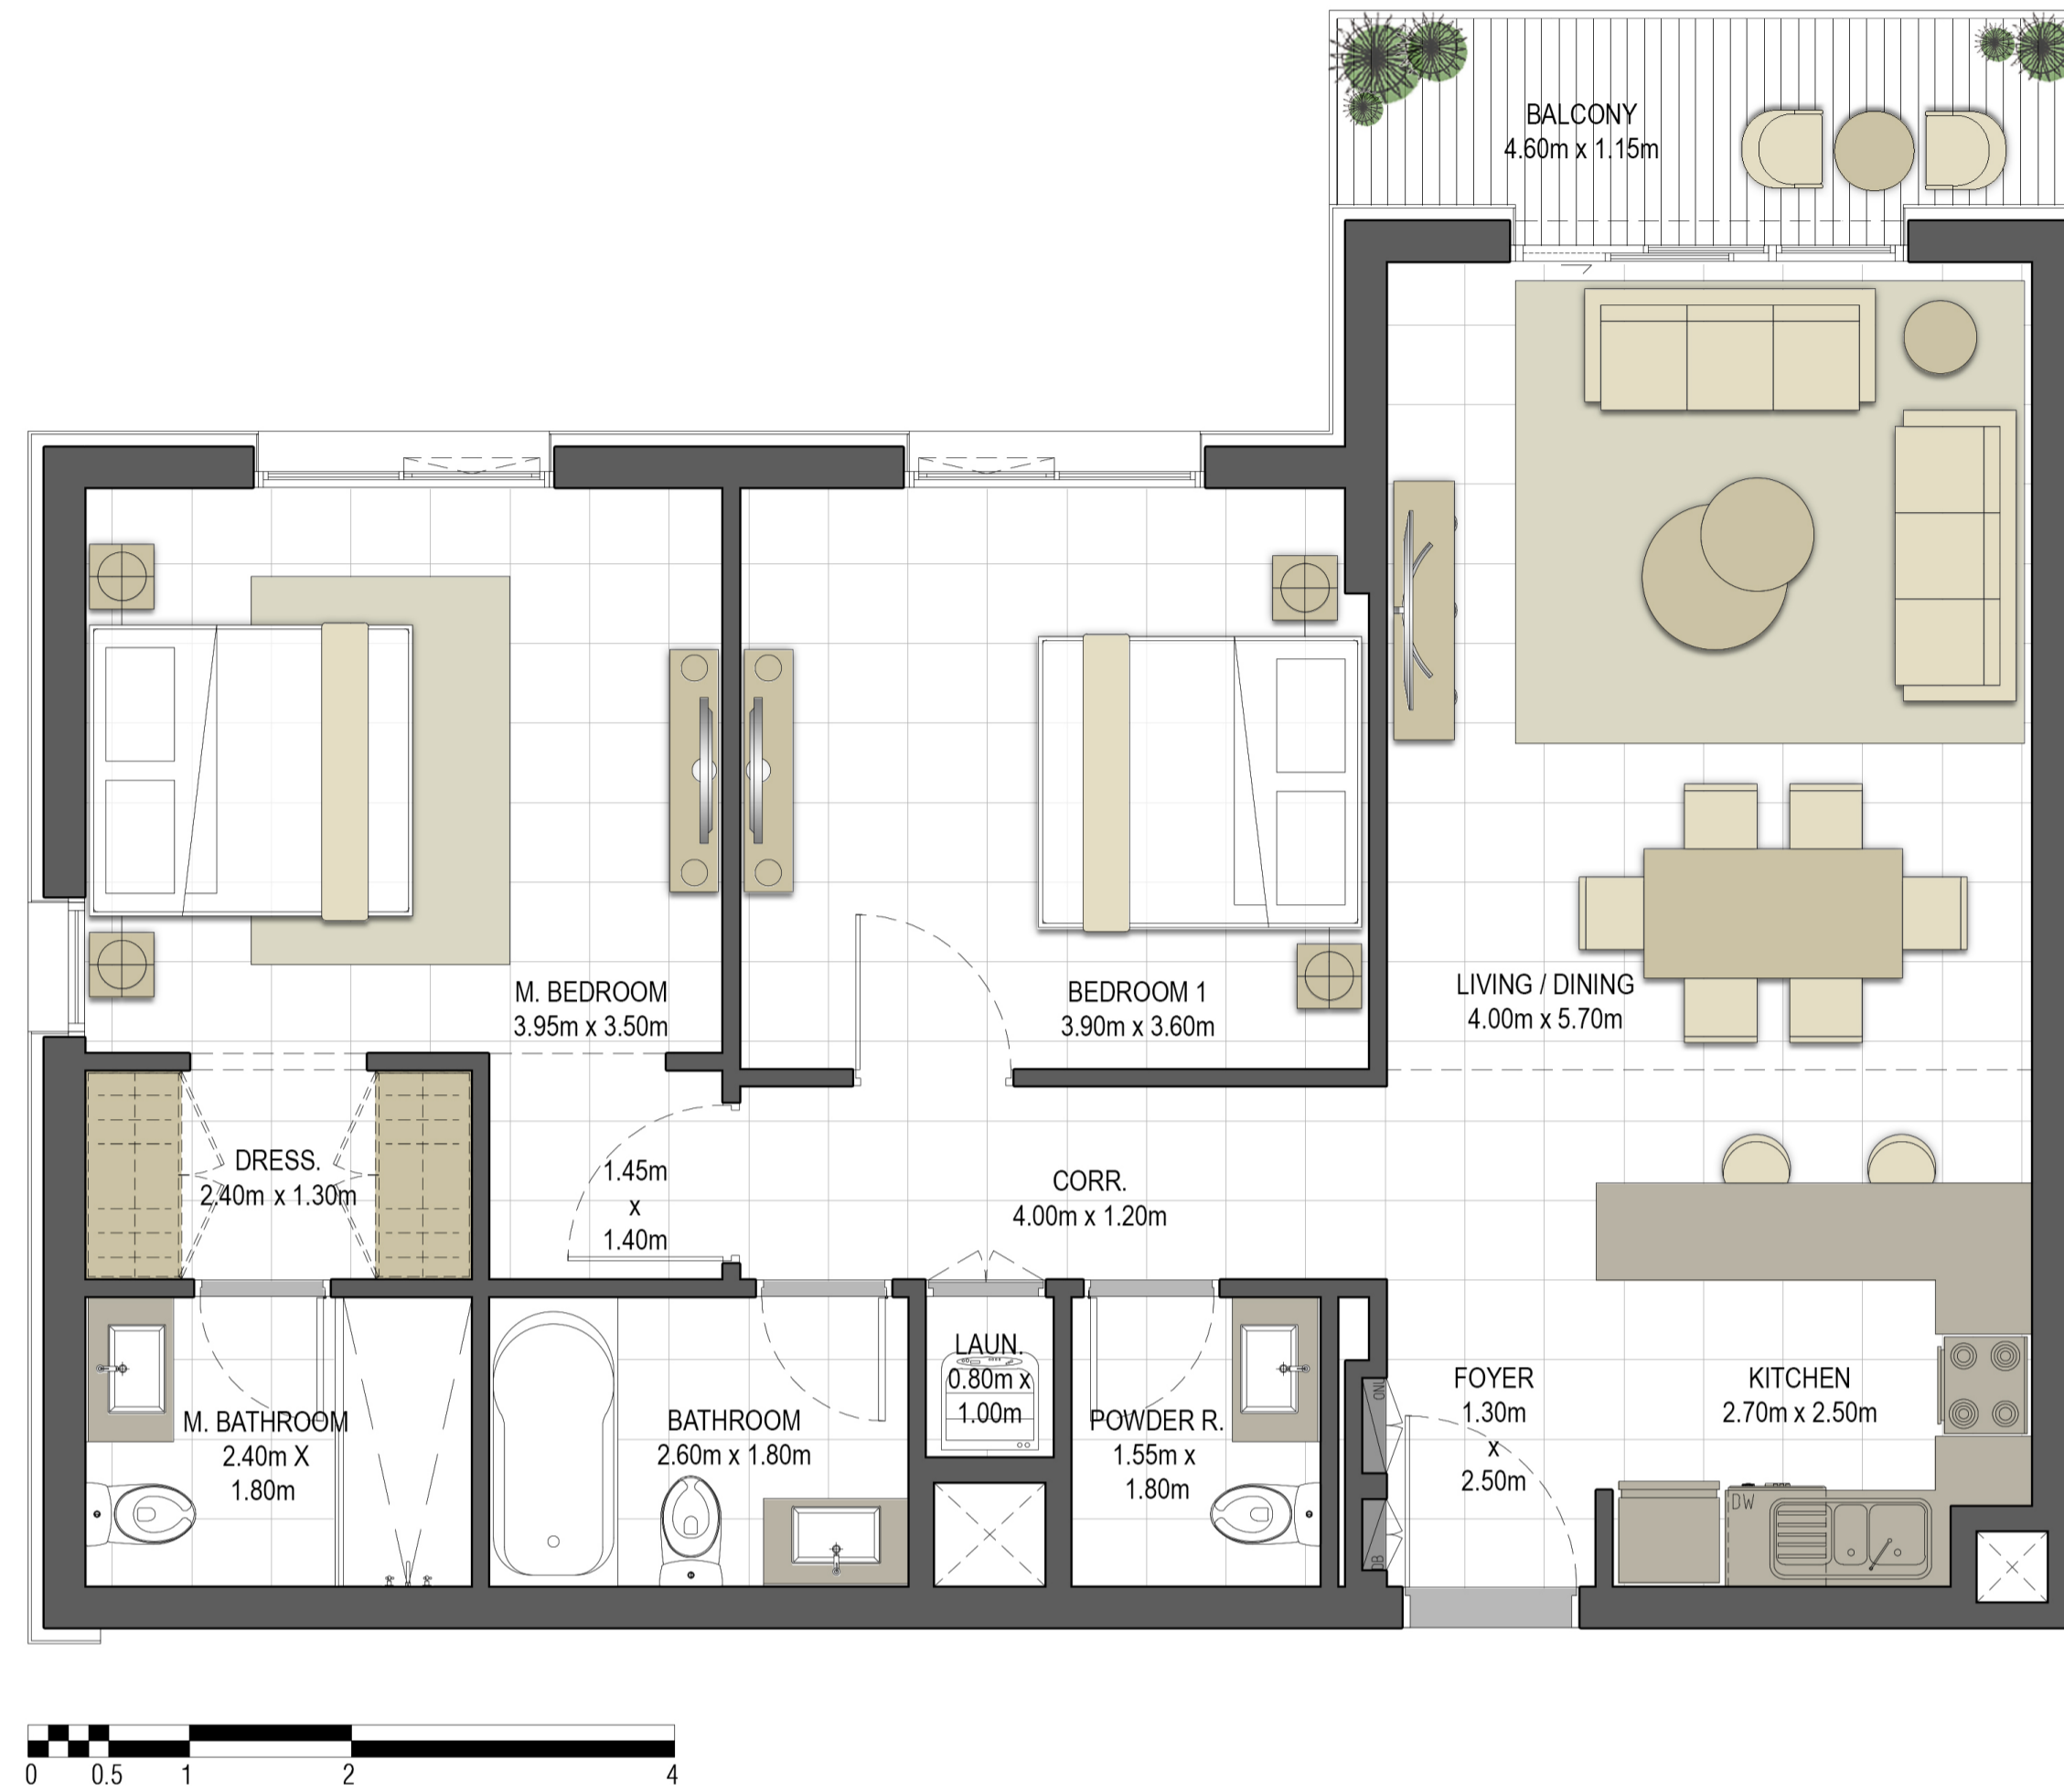 BALCONY
4.60m x 1.15m
M. BEDROOM
3.95m x 3.50m
BEDROOM 1
3.90m x 3.60m
LIVING / DINING
4.00m x 5.70m
DRESS.
2.40m x 1.30m
1.45m
x
1.40m
CORR.
4.00m x 1.20m
M. BATHROOM
2.40m X
1.80m
BATHROOM
2.60m x 1.80m
LAUN.
0.80m x
1.00m
POWDER R.
1.55m x
1.80m
ONU
DB
FOYER
1.30m
x
2.50m
KITCHEN
2.70m x 2.50m
DW
0 0.5 1 2 4